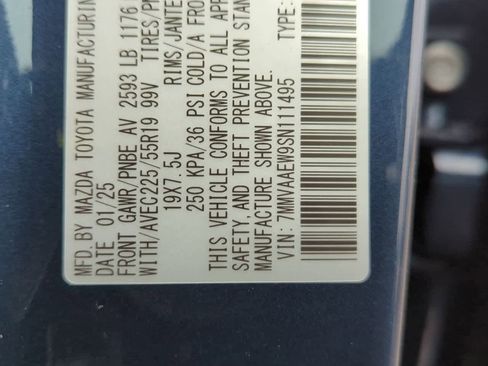 MFD. BY MAZDA TOYOTA MANUFACTURING
DATE 01/25
FRONT GAWR/PNBE AV 2593 LB 1176
WITH/AVEC225/55R19 99V TIRES/
19X7.5J RIMS/JANTE
250 KPA/36 PSI COLD/A FRO
THIS VEHICLE CONFORMS TO ALL APP
SAFETY, AND THEFT PREVENTION STAN
MANUFACTURE SHOWN ABOVE.
VIN: 7MMVAAEW9SN111495
TYPE: